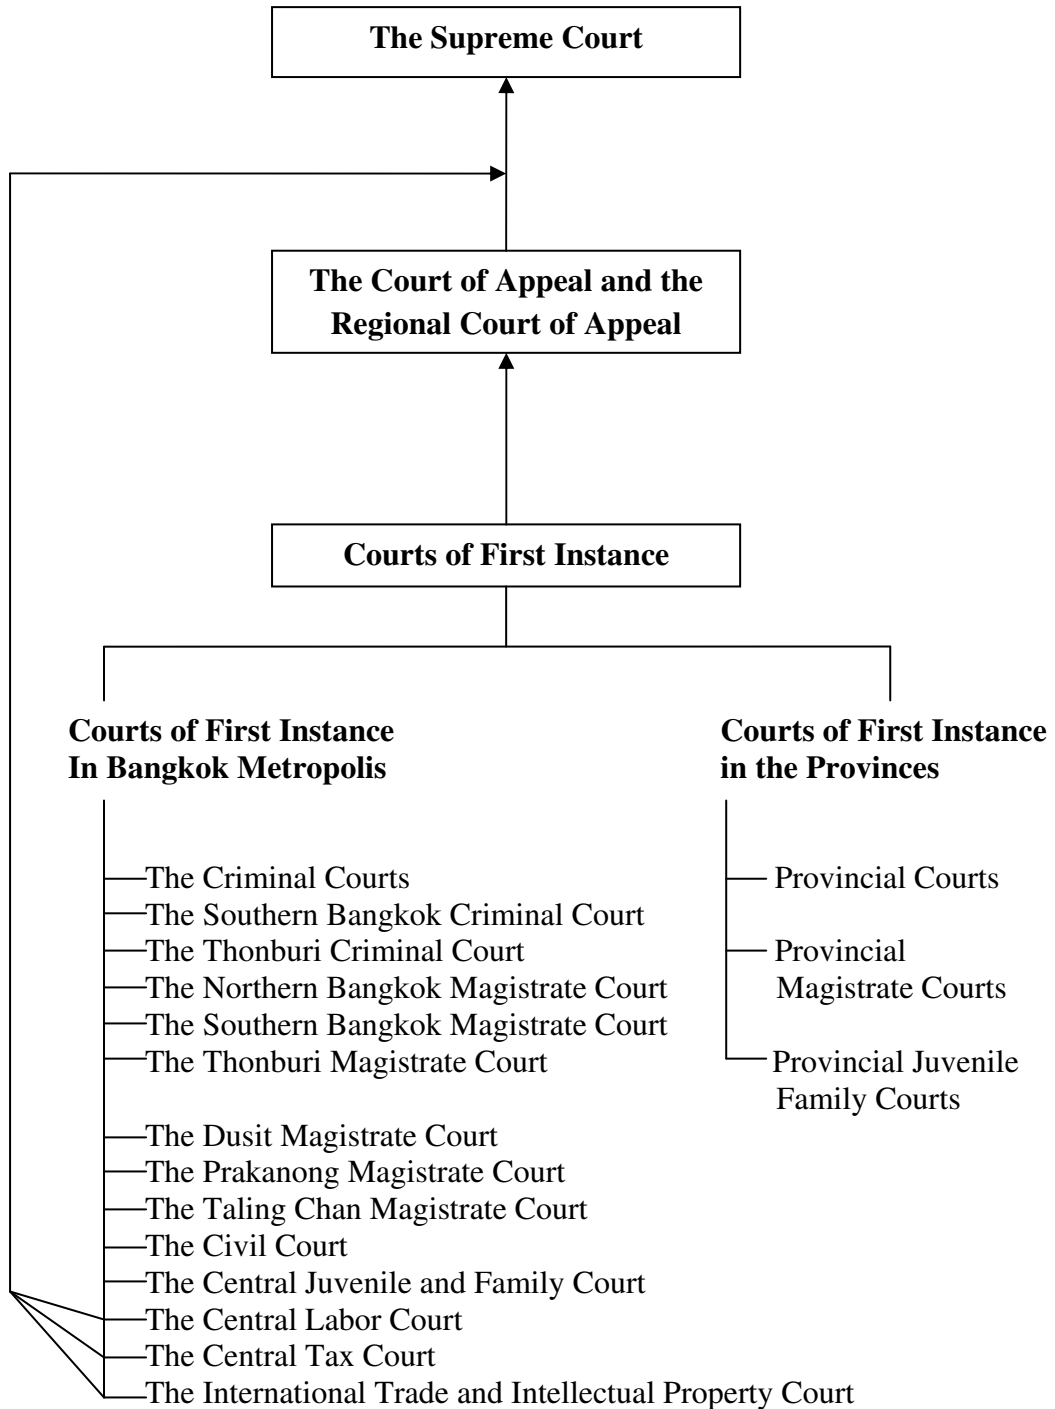 The Supreme Court
The Court of Appeal and the
Regional Court of Appeal
Courts of First Instance
Courts of First Instance
In Bangkok Metropolis
The Criminal Courts
The Southern Bangkok Criminal Court
The Thonburi Criminal Court
The Northern Bangkok Magistrate Court
The Southern Bangkok Magistrate Court
The Thonburi Magistrate Court
The Dusit Magistrate Court
The Prakanong Magistrate Court
The Taling Chan Magistrate Court
The Civil Court
The Central Juvenile and Family Court
The Central Labor Court
The Central Tax Court
The International Trade and Intellectual Property Court
Courts of First Instance
in the Provinces
Provincial Courts
Provincial
Magistrate Courts
Provincial Juvenile
Family Courts